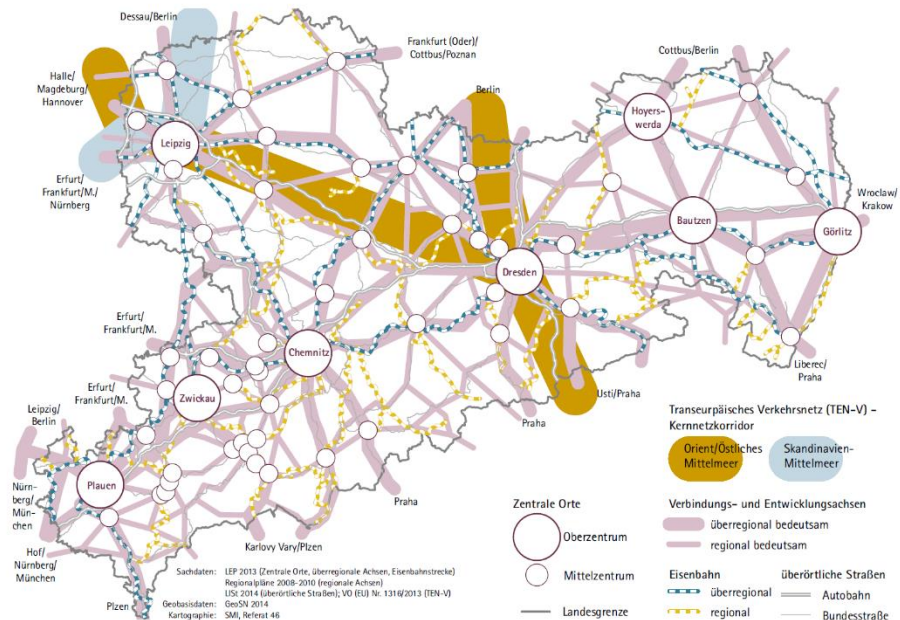 Dessau/Berlin
Halle/
Magdeburg/
Hannover
Frankfurt (Oder)/
Cottbus/Poznan
Berlin
Cottbus/Berlin
Hoyers-
werda
Leipzig
Erfurt/
Frankfurt/M./
Nürnberg
Wroclaw/
Krakow
Bautzen
Görlitz
Dresden
Erfurt/
Frankfurt/M.
Chemnitz
Liberec/
Praha
Zwickau
Erfurt/
Frankfurt/M.
Usti/Praha
Leipzig/
Berlin
Praha
Plauen
Nürn-
berg/
Mün-
chen
Praha
Hof/
Nürnberg/
München
Karlovy Vary/Plzen
Plzen
Transeurpäisches Verkehrsnetz (TEN-V) –
Kernnetzkorridor
Orient/Östliches
Mittelmeer
Skandinavien-
Mittelmeer
Zentrale Orte
Oberzentrum
Mittelzentrum
Landesgrenze
Verbindungs- und Entwicklungsachsen
überregional bedeutsam
regional bedeutsam
Eisenbahn
überregional
regional
überörtliche Straßen
Autobahn
Bundesstraße
Sachdaten: LEP 2013 (Zentrale Orte, überregionale Achsen, Eisenbahnstrecke)
Regionalpläne 2008-2010 (regionale Achsen)
LISt 2014 (überörtliche Straßen); VO (EU) Nr. 1316/2013 (TEN-V)
Geobasisdaten: GeoSN 2014
Kartographie: SMI, Referat 46